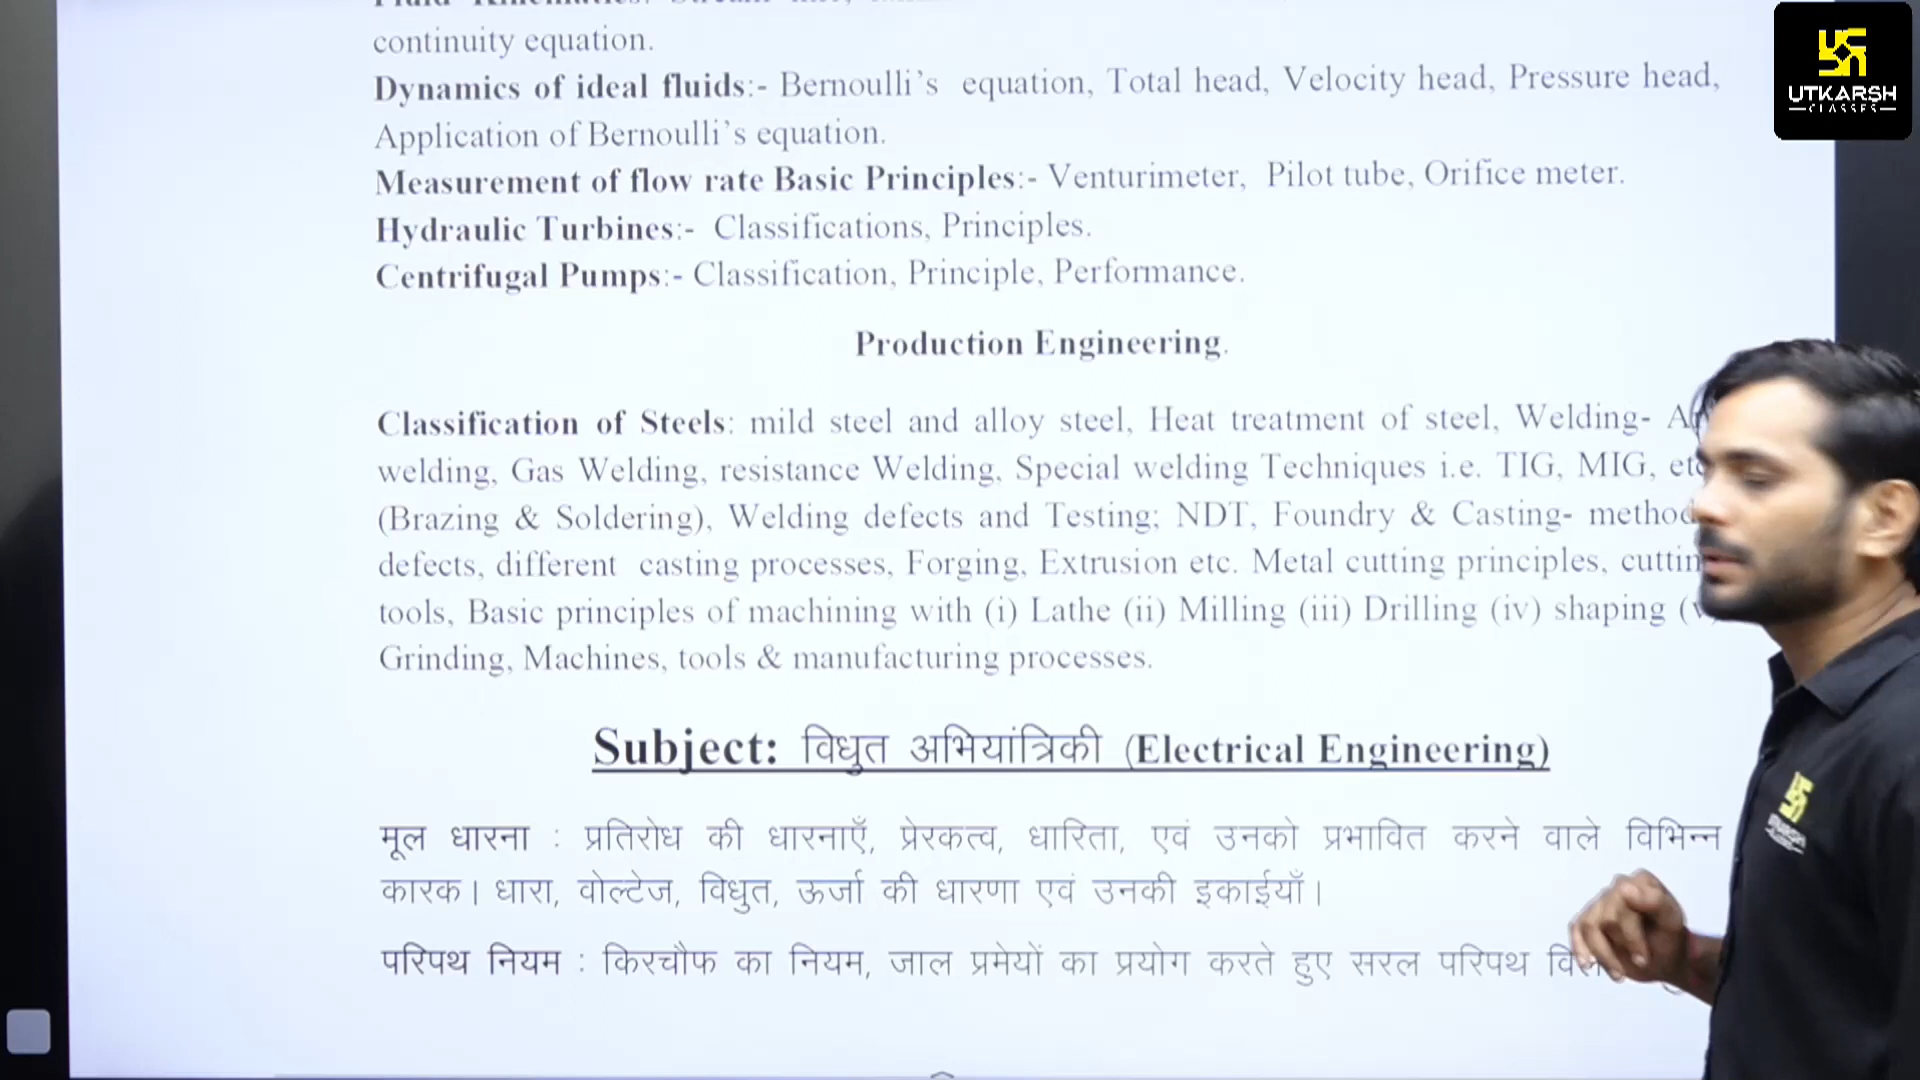 continuity equation.
Dynamics of ideal fluids:- Bernoulli's equation, Total head, Velocity head, Pressure head,
Application of Bernoulli's equation.
Measurement of flow rate Basic Principles:- Venturimeter, Pilot tube, Orifice meter.
Hydraulic Turbines:- Classifications, Principles.
Centrifugal Pumps:- Classification, Principle, Performance.
Production Engineering.
Classification of Steels: mild steel and alloy steel, Heat treatment of steel, Welding-
welding, Gas Welding, resistance Welding, Special welding Techniques i.e. TIG, MIG, etc
(Brazing & Soldering), Welding defects and Testing; NDT, Foundry & Casting- method
defects, different casting processes, Forging, Extrusion etc. Metal cutting principles,
tools, Basic principles of machining with (i) Lathe (ii) Milling (iii) Drilling (iv) shaping
Grinding, Machines, tools & manufacturing processes.
Subject: विधुत अभियांत्रिकी (Electrical Engineering)
मूल धारना : प्रतिरोध की धारनाएँ, प्रेरकत्व, धारिता, एवं उनको प्रभावित करने वाले विभिन्न
कारक। धारा, वोल्टेज, विधुत, ऊर्जा की धारणा एवं उनकी इकाईयाँ।
परिपथ नियम : किरचौफ का नियम, जाल प्रमेयों का प्रयोग करते हुए सरल परिपथ
UTKARSH
CLASSES